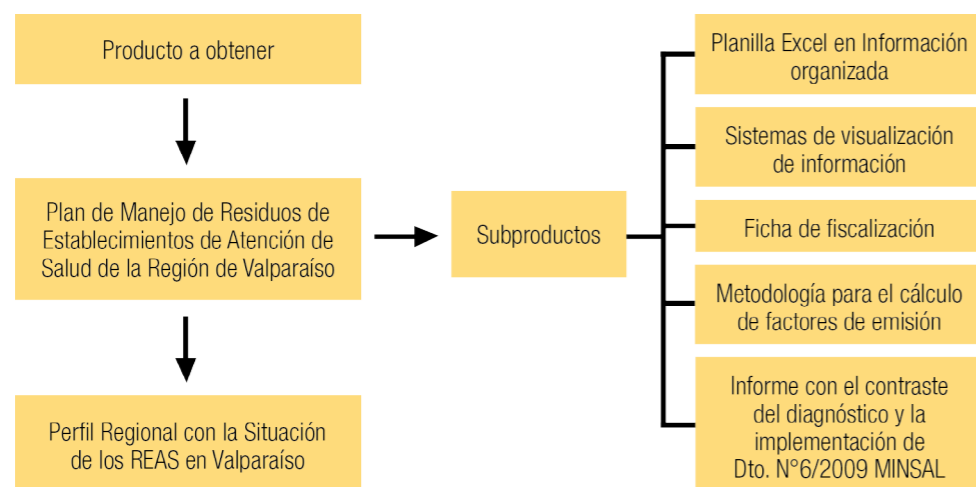 Producto a obtener
Plan de Manejo de Residuos de
Establecimientos de Atención de
Salud de la Región de Valparaíso
Perfil Regional con la Situación
de los REAS en Valparaíso
Subproductos
Planilla Excel en Información
organizada
Sistemas de visualización
de información
Ficha de fiscalización
Metodología para el cálculo
de factores de emisión
Informe con el contraste
del diagnóstico y la
implementación de
Dto. N°6/2009 MINSAL